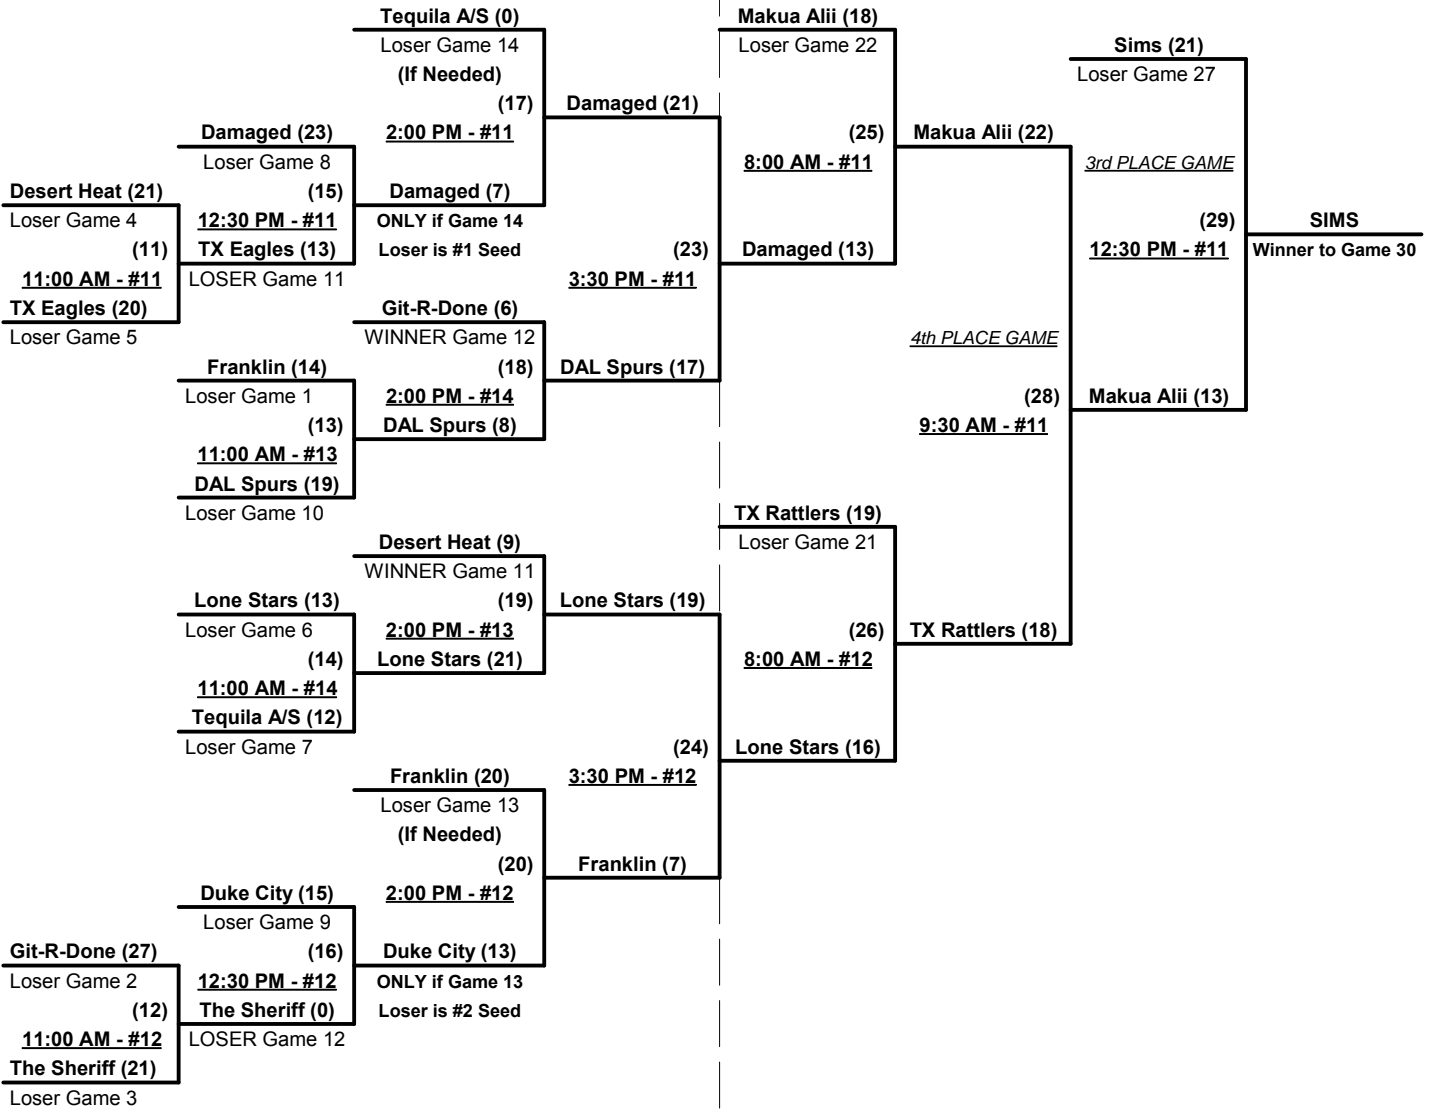 Tequila A/S (0)
Loser Game 14
(If Needed)
(17)
2:00 PM - #11
Damaged (7)
ONLY if Game 14
Loser is #1 Seed
Damaged (23)
Loser Game 8
(15)
12:30 PM - #11
TX Eagles (13)
LOSER Game 11
Desert Heat (21)
Loser Game 4
(11)
11:00 AM - #11
TX Eagles (20)
Loser Game 5
Damaged (21)
(23)
3:30 PM - #11
DAL Spurs (17)
Git-R-Done (6)
WINNER Game 12
(18)
2:00 PM - #14
DAL Spurs (8)
Franklin (14)
Loser Game 1
(13)
11:00 AM - #13
DAL Spurs (19)
Loser Game 10
Desert Heat (9)
WINNER Game 11
(19)
2:00 PM - #13
Lone Stars (21)
Lone Stars (13)
Loser Game 6
(14)
11:00 AM - #14
Tequila A/S (12)
Loser Game 7
Lone Stars (19)
(24)
3:30 PM - #12
Franklin (7)
Franklin (20)
Loser Game 13
(If Needed)
(20)
2:00 PM - #12
Duke City (13)
ONLY if Game 13
Loser is #2 Seed
Duke City (15)
Loser Game 9
(16)
12:30 PM - #12
The Sheriff (0)
LOSER Game 12
Git-R-Done (27)
Loser Game 2
(12)
11:00 AM - #12
The Sheriff (21)
Loser Game 3
Makua Alii (18)
Loser Game 22
(25)
8:00 AM - #11
Damaged (13)
Makua Alii (22)
4th PLACE GAME
(28)
9:30 AM - #11
TX Rattlers (18)
TX Rattlers (19)
Loser Game 21
(26)
8:00 AM - #12
Lone Stars (16)
Sims (21)
Loser Game 27
3rd PLACE GAME
(29)
12:30 PM - #11
Makua Alii (13)
SIMS
Winner to Game 30